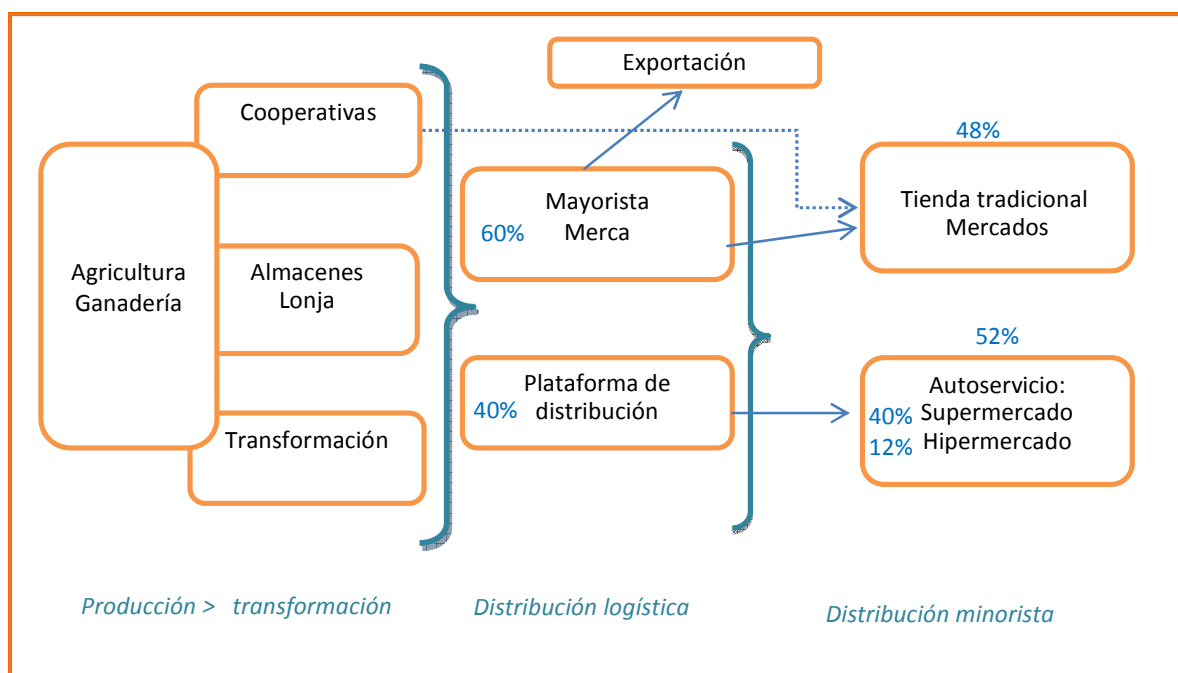 Exportación
Cooperativas
48%
Mayorista
Merca
60%
Tienda tradicional
Mercados
Agricultura
Ganadería
Almacenes
Lonja
52%
Plataforma de
distribución
40%
Autoservicio:
Supermercado
40%
Hipermercado
12%
Transformación
Producción > transformación
Distribución logística
Distribución minorista